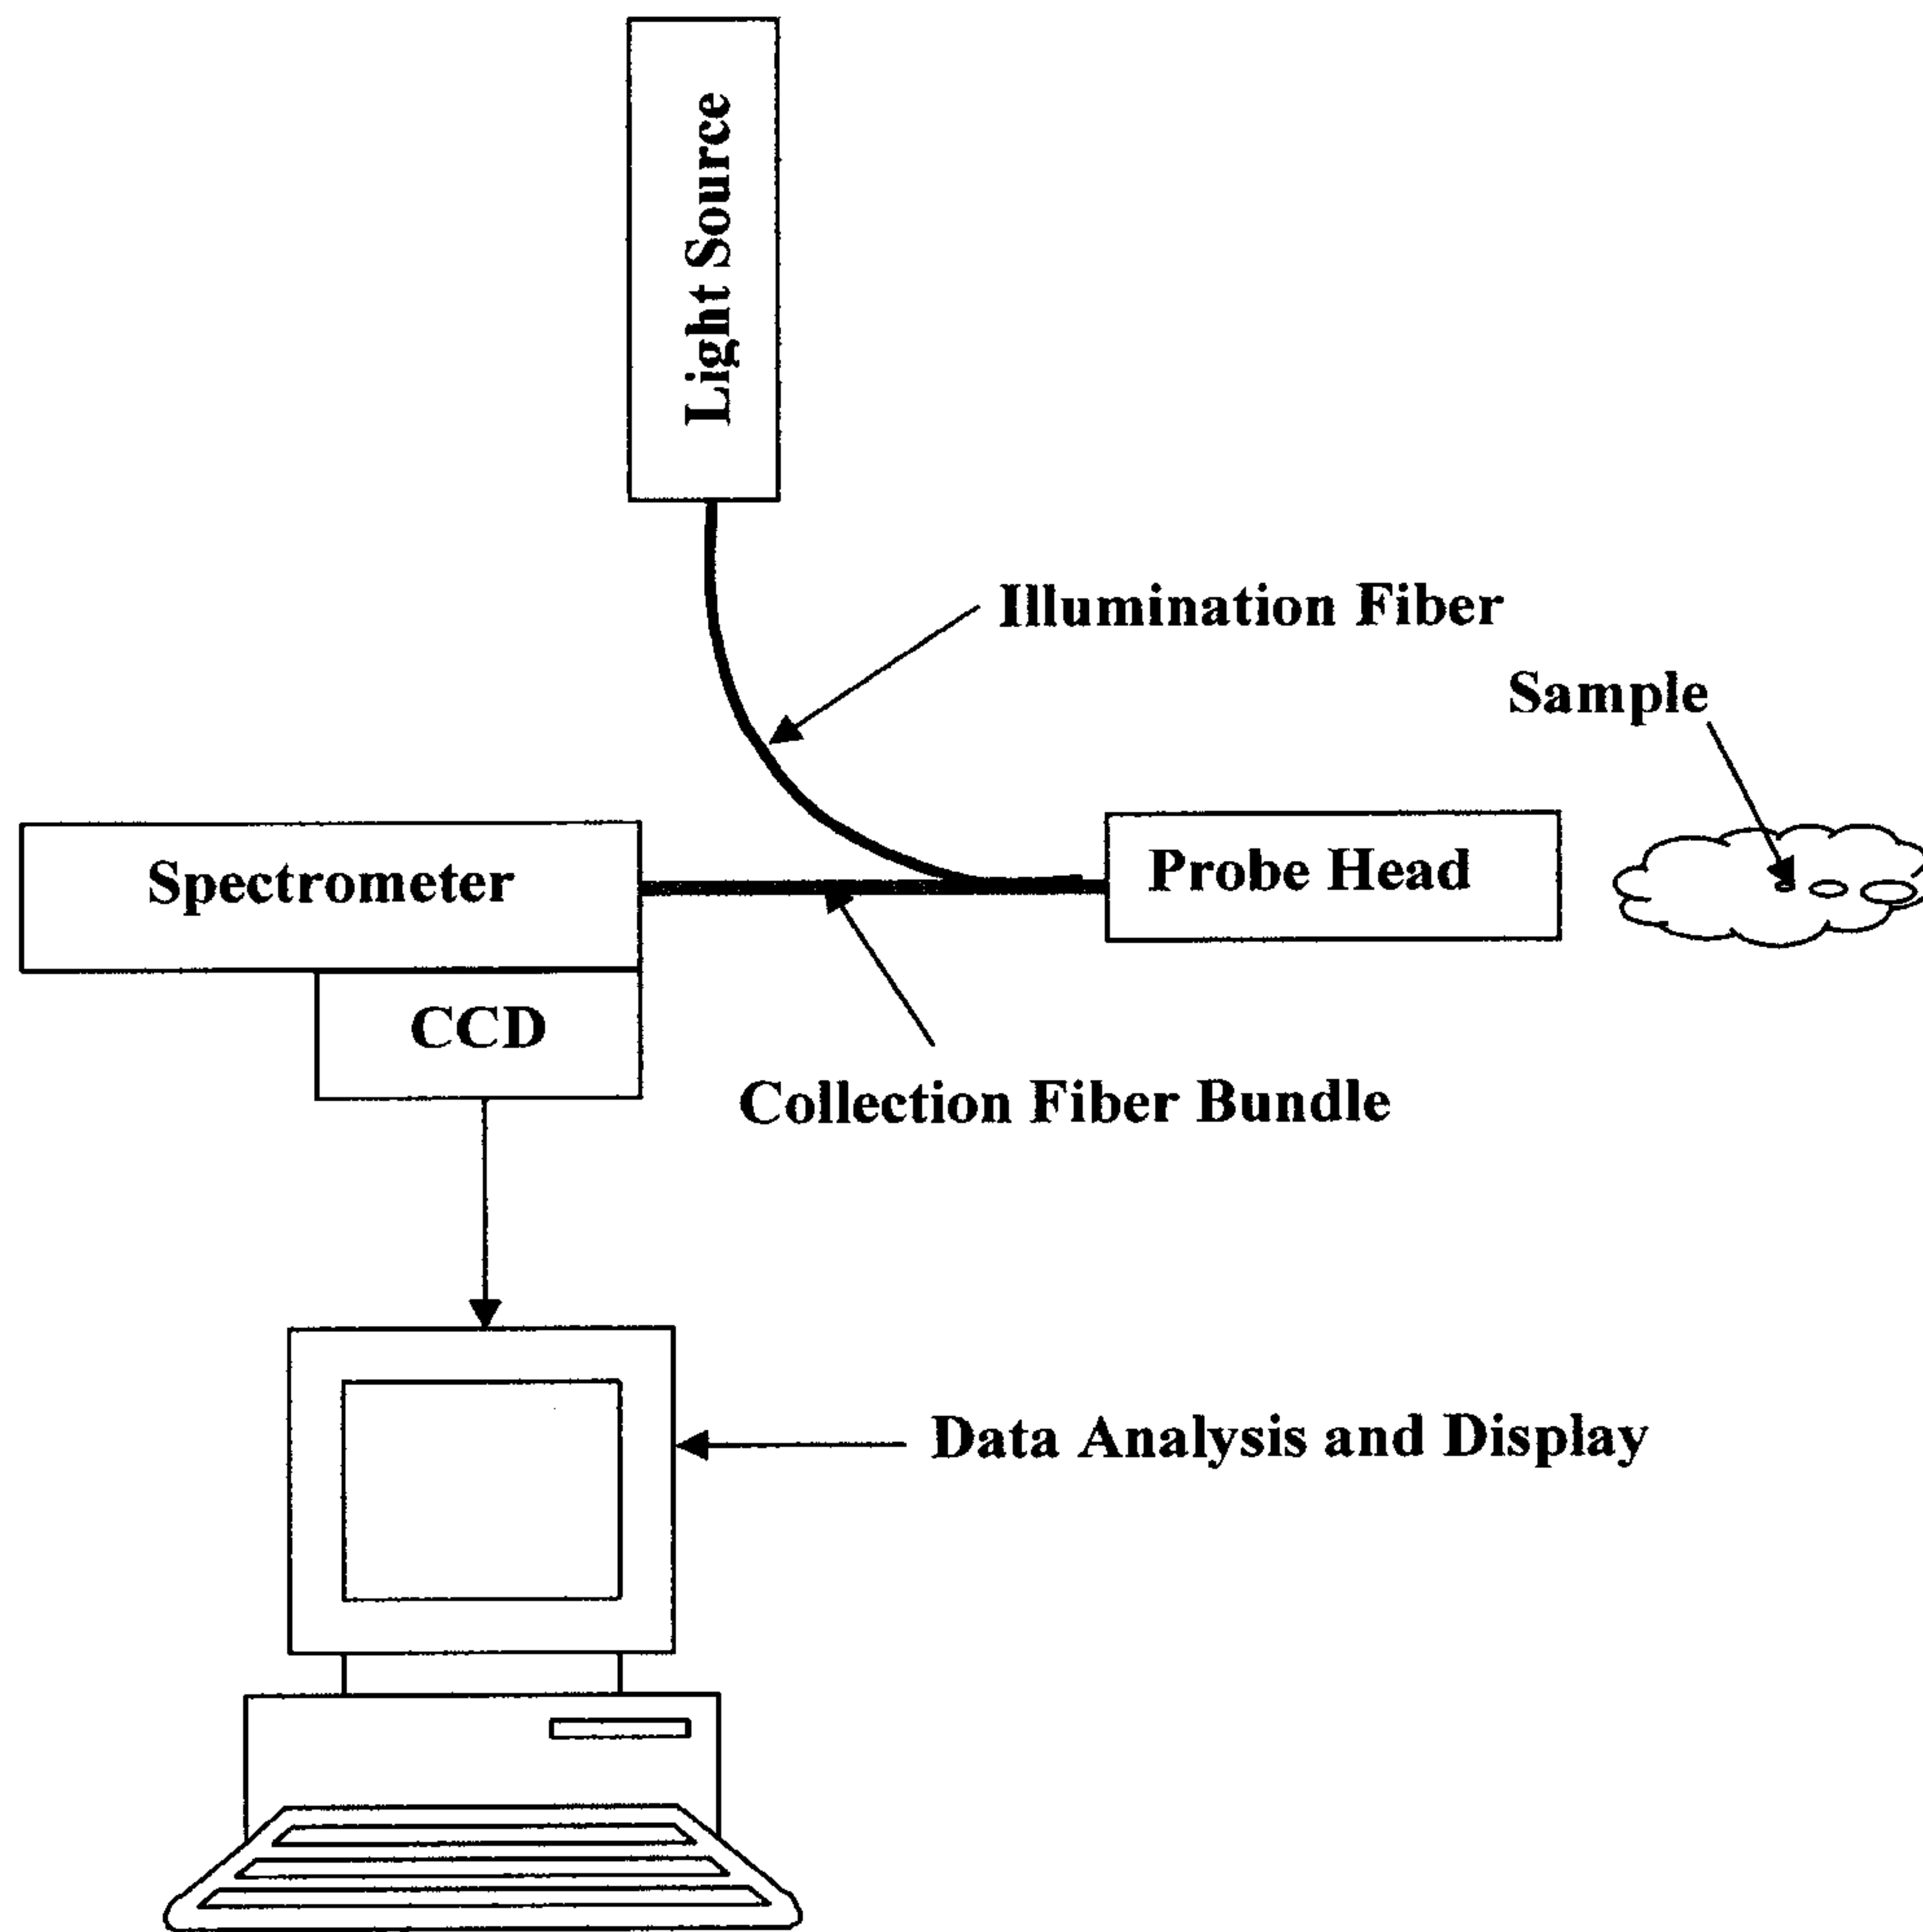 Light Source
Illumination Fiber
Sample
Spectrometer
Probe Head
CCD
Collection Fiber Bundle
Data Analysis and Display